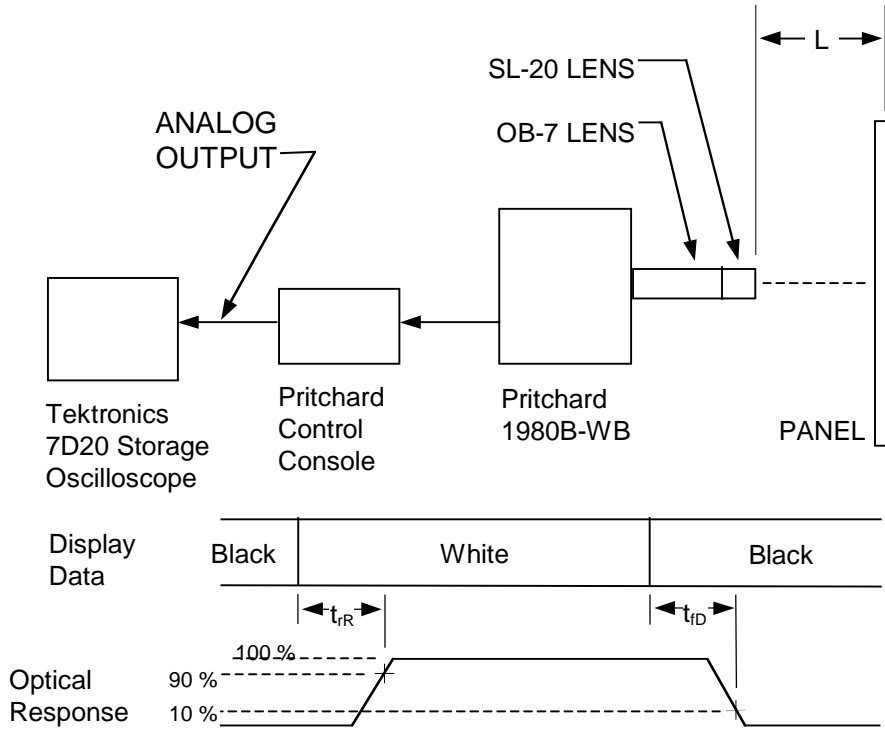 L
SL-20 LENS
OB-7 LENS
ANALOG
OUTPUT
Tektronics
7D20 Storage
Oscilloscope
Pritchard
Control
Console
Pritchard
1980B-WB
PANEL
Display
Data
Black
White
Black
trR
tfD
Optical
Response
100 %
90 %
10 %